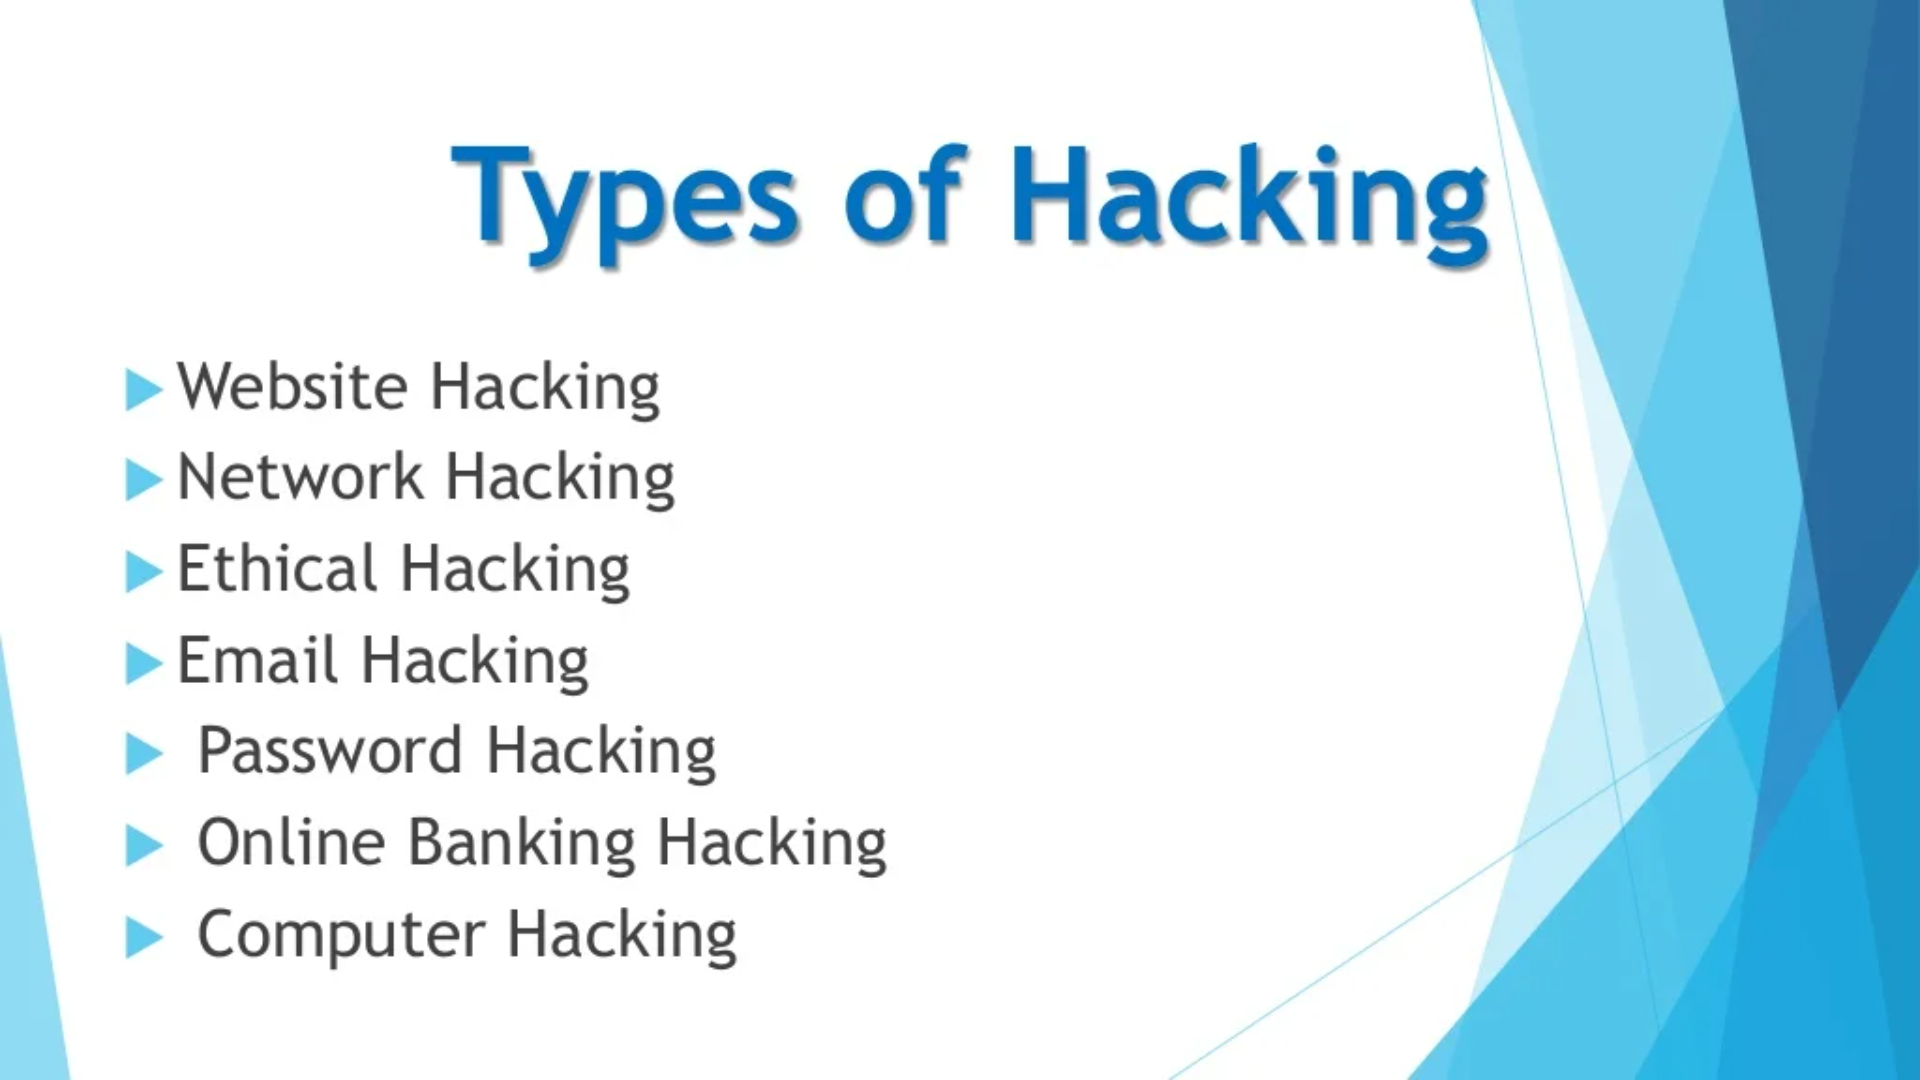 Types of Hacking
Website Hacking
Network Hacking
Ethical Hacking
Email Hacking
Password Hacking
Online Banking Hacking
Computer Hacking